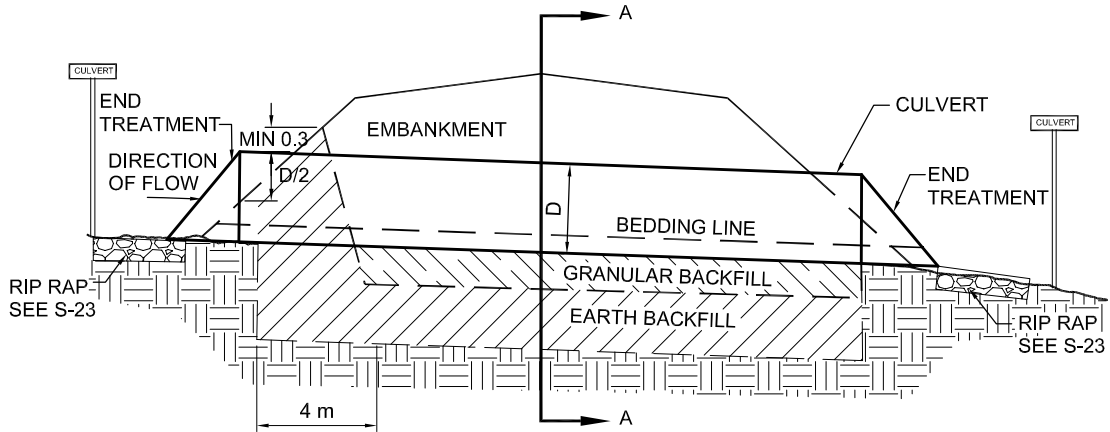 A
CULVERT
END
TREATMENT
MIN 0.3
EMBANKMENT
CULVERT
CULVERT
DIRECTION
OF FLOW
D/2
END
TREATMENT
D
BEDDING LINE
GRANULAR BACKFILL
RIP RAP
SEE S-23
EARTH BACKFILL
RIP RAP
SEE S-23
4 m
A